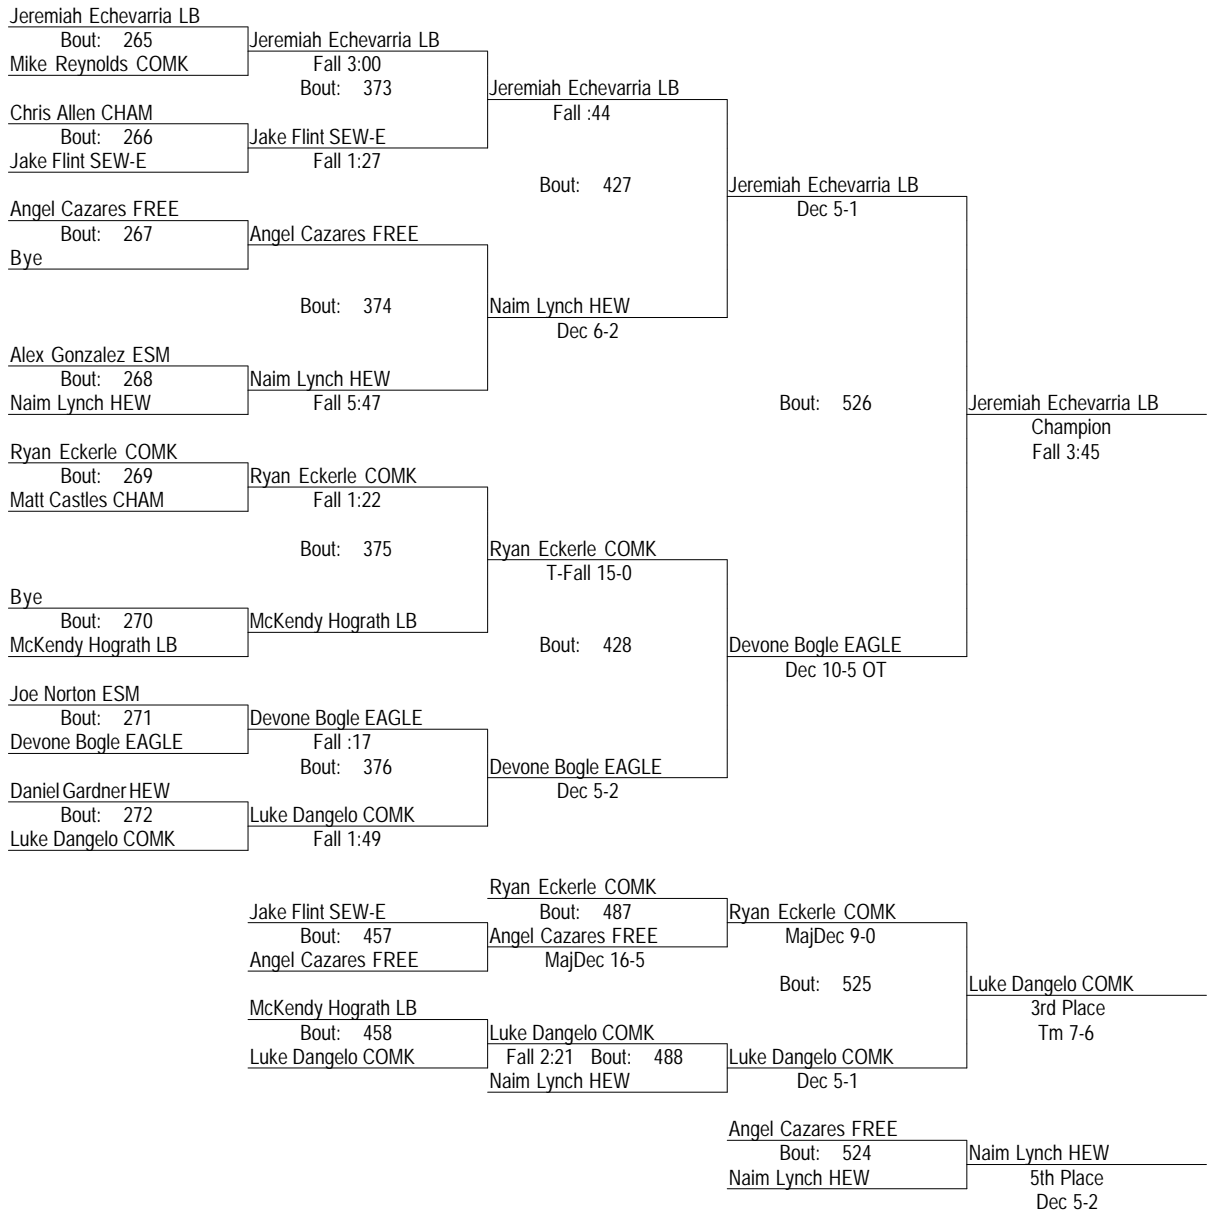 Jeremiah Echevarria LB
Bout: 265
Jeremiah Echevarria LB
Mike Reynolds COMK
Fall 3:00
Bout: 373
Jeremiah Echevarria LB
Chris Allen CHAM
Fall :44
Bout: 266
Jake Flint SEW-E
Jake Flint SEW-E
Fall 1:27
Bout: 427
Jeremiah Echevarria LB
Angel Cazares FREE
Dec 5-1
Bout: 267
Angel Cazares FREE
Bye
Bout: 374
Naim Lynch HEW
Dec 6-2
Alex Gonzalez ESM
Bout: 268
Naim Lynch HEW
Naim Lynch HEW
Fall 5:47
Bout: 526
Jeremiah Echevarria LB
Champion
Fall 3:45
Ryan Eckerle COMK
Bout: 269
Ryan Eckerle COMK
Matt Castles CHAM
Fall 1:22
Bout: 375
Ryan Eckerle COMK
T-Fall 15-0
Bye
Bout: 270
McKendy Hograth LB
McKendy Hograth LB
Bout: 428
Devone Bogle EAGLE
Dec 10-5 OT
Joe Norton ESM
Bout: 271
Devone Bogle EAGLE
Devone Bogle EAGLE
Fall :17
Bout: 376
Devone Bogle EAGLE
Dec 5-2
Daniel Gardner HEW
Bout: 272
Luke Dangelo COMK
Luke Dangelo COMK
Fall 1:49
Ryan Eckerle COMK
Jake Flint SEW-E
Bout: 487
Ryan Eckerle COMK
Bout: 457
Angel Cazares FREE
MajDec 9-0
Angel Cazares FREE
MajDec 16-5
Bout: 525
Luke Dangelo COMK
3rd Place
Tm 7-6
McKendy Hograth LB
Bout: 458
Luke Dangelo COMK
Luke Dangelo COMK
Fall 2:21 Bout: 488
Luke Dangelo COMK
Naim Lynch HEW
Dec 5-1
Angel Cazares FREE
Bout: 524
Naim Lynch HEW
Naim Lynch HEW
5th Place
Dec 5-2